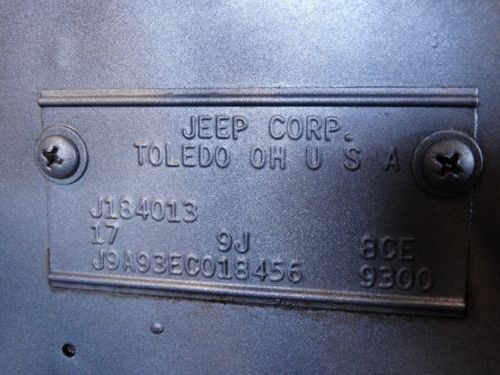 JEEP CORP.
TOLEDO OH U S A
J184013
17 9J 8CE
J9A93EC018456 9300